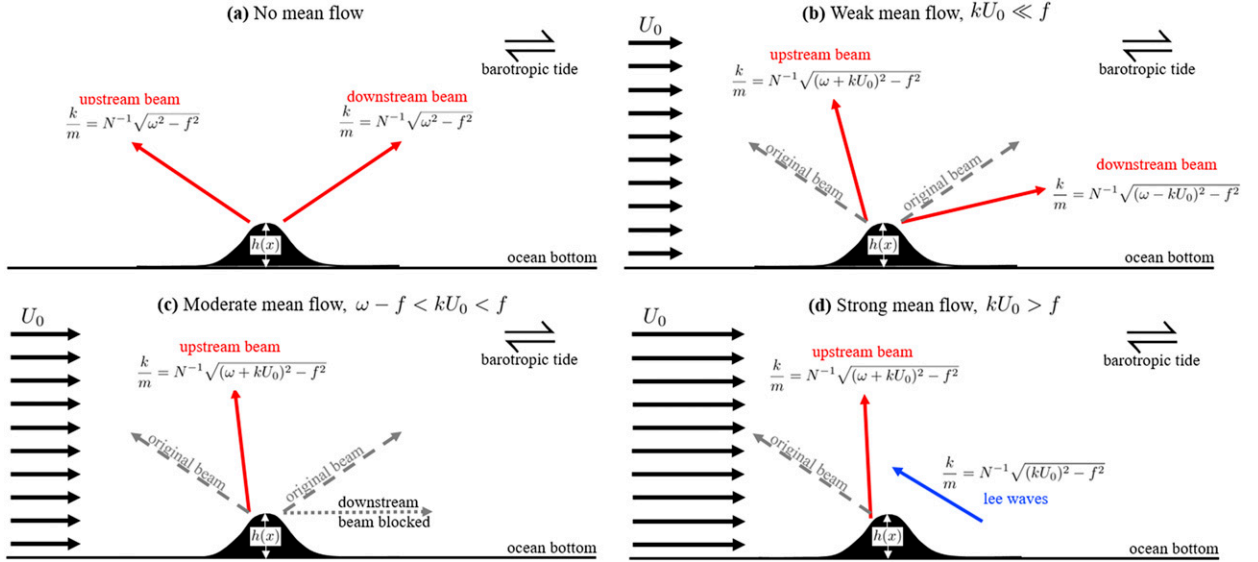 (a) No mean flow
barotropic tide
upstream beam
k/m = N⁻¹√(ω² − f²)
downstream beam
k/m = N⁻¹√(ω² − f²)
h(x)
ocean bottom
(b) Weak mean flow, kU₀ ≪ f
U₀
barotropic tide
upstream beam
k/m = N⁻¹√((ω + kU₀)² − f²)
original beam
original beam
downstream beam
k/m = N⁻¹√((ω − kU₀)² − f²)
h(x)
ocean bottom
(c) Moderate mean flow, ω − f < kU₀ < f
U₀
barotropic tide
upstream beam
k/m = N⁻¹√((ω + kU₀)² − f²)
original beam
original beam
downstream
beam blocked
h(x)
ocean bottom
(d) Strong mean flow, kU₀ > f
U₀
barotropic tide
upstream beam
k/m = N⁻¹√((ω + kU₀)² − f²)
original beam
k/m = N⁻¹√((kU₀)² − f²)
lee waves
h(x)
ocean bottom